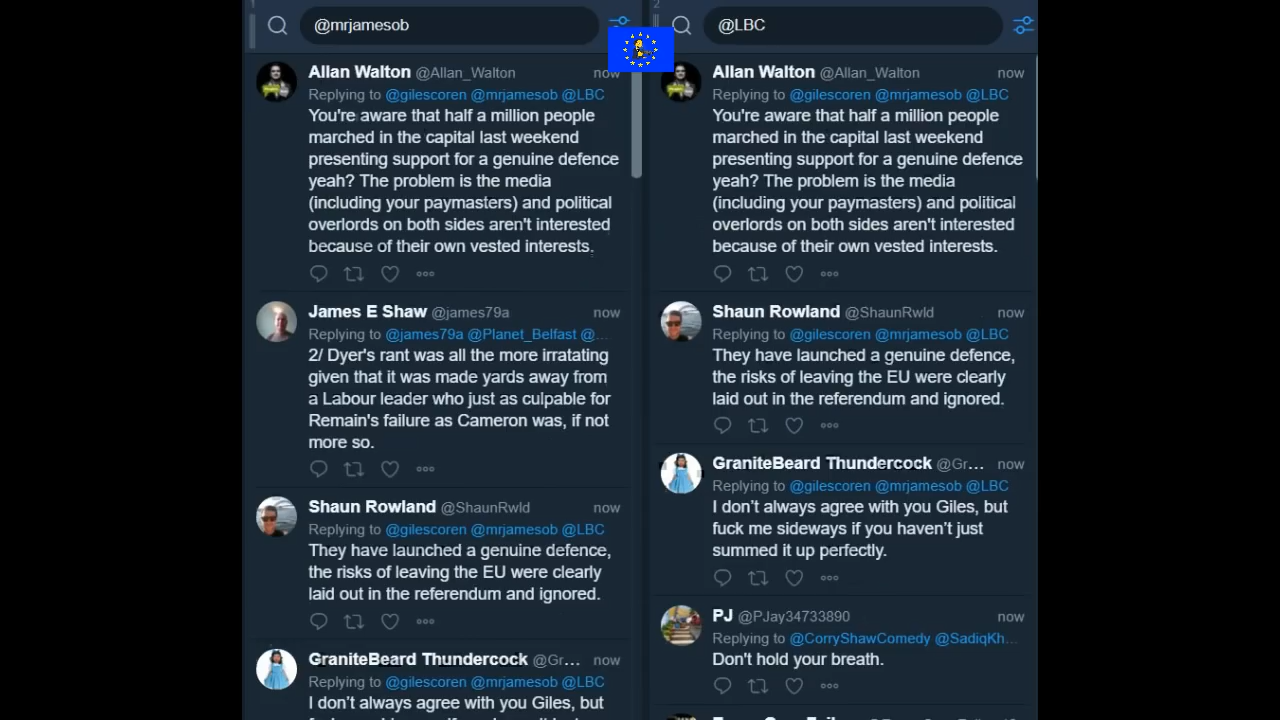 1
@mrjamesob
Allan Walton @Allan_Walton now
Replying to @gilescoren @mrjamesob @LBC
You're aware that half a million people
marched in the capital last weekend
presenting support for a genuine defence
yeah? The problem is the media
(including your paymasters) and political
overlords on both sides aren't interested
because of their own vested interests.
James E Shaw @james79a now
Replying to @james79a @Planet_Belfast @...
2/ Dyer's rant was all the more irratating
given that it was made yards away from
a Labour leader who just as culpable for
Remain's failure as Cameron was, if not
more so.
Shaun Rowland @ShaunRwld now
Replying to @gilescoren @mrjamesob @LBC
They have launched a genuine defence,
the risks of leaving the EU were clearly
laid out in the referendum and ignored.
GraniteBeard Thundercock @Gr... now
Replying to @gilescoren @mrjamesob @LBC
I don't always agree with you Giles, but
2
@LBC
Allan Walton @Allan_Walton now
Replying to @gilescoren @mrjamesob @LBC
You're aware that half a million people
marched in the capital last weekend
presenting support for a genuine defence
yeah? The problem is the media
(including your paymasters) and political
overlords on both sides aren't interested
because of their own vested interests.
Shaun Rowland @ShaunRwld now
Replying to @gilescoren @mrjamesob @LBC
They have launched a genuine defence,
the risks of leaving the EU were clearly
laid out in the referendum and ignored.
GraniteBeard Thundercock @Gr... now
Replying to @gilescoren @mrjamesob @LBC
I don't always agree with you Giles, but
fuck me sideways if you haven't just
summed it up perfectly.
PJ @PJay34733890 now
Replying to @CorryShawComedy @SadiqKh...
Don't hold your breath.